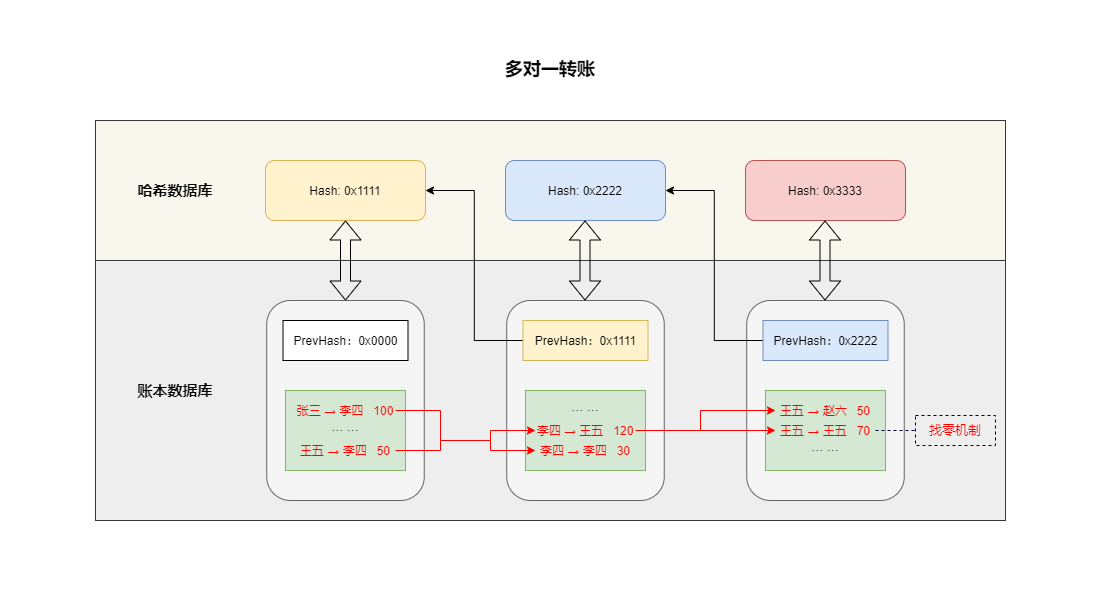 多对一转账
哈希数据库
Hash: 0x1111
Hash: 0x2222
Hash: 0x3333
账本数据库
PrevHash: 0x0000
张三 → 李四 100
... ...
王五 → 李四 50
PrevHash: 0x1111
... ...
李四 → 王五 120
李四 → 李四 30
PrevHash: 0x2222
王五 → 赵六 50
王五 → 王五 70
... ...
找零机制